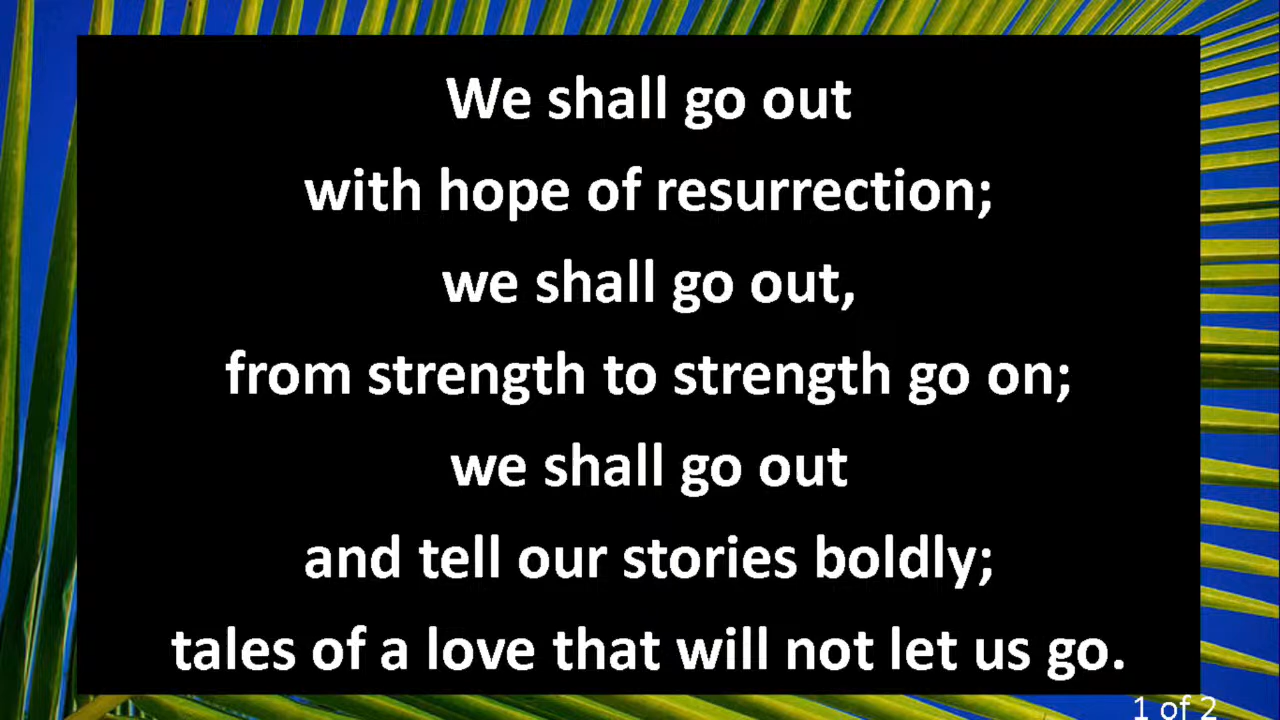 We shall go out
with hope of resurrection;
we shall go out,
from strength to strength go on;
we shall go out
and tell our stories boldly;
tales of a love that will not let us go.
1 of 2